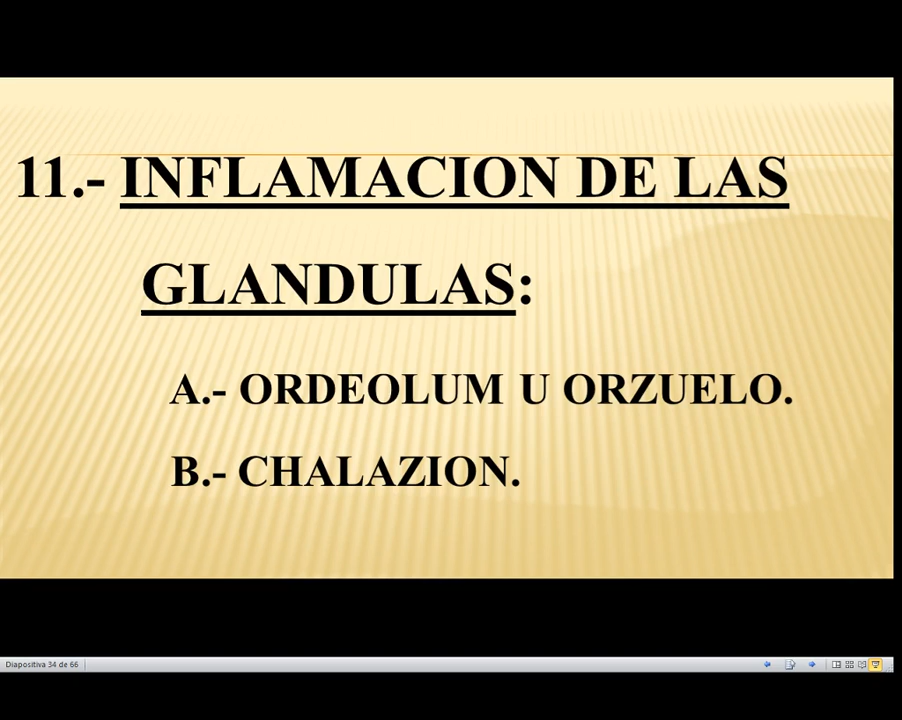 11.- INFLAMACION DE LAS
GLANDULAS:
A.- ORDEOLUM U ORZUELO.
B.- CHALAZION.
Diapositiva 34 de 66